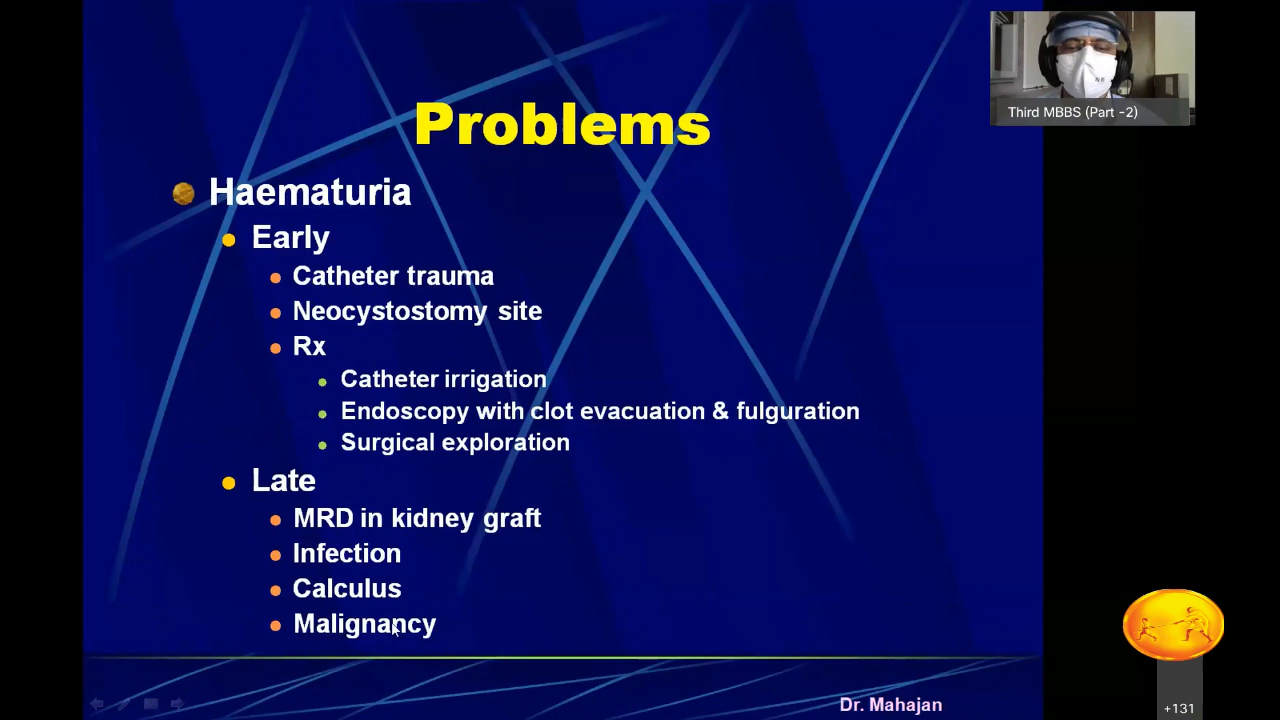 Third MBBS (Part -2)
Problems
Haematuria
Early
Catheter trauma
Neocystostomy site
Rx
Catheter irrigation
Endoscopy with clot evacuation & fulguration
Surgical exploration
Late
MRD in kidney graft
Infection
Calculus
Malignancy
Dr. Mahajan
+131